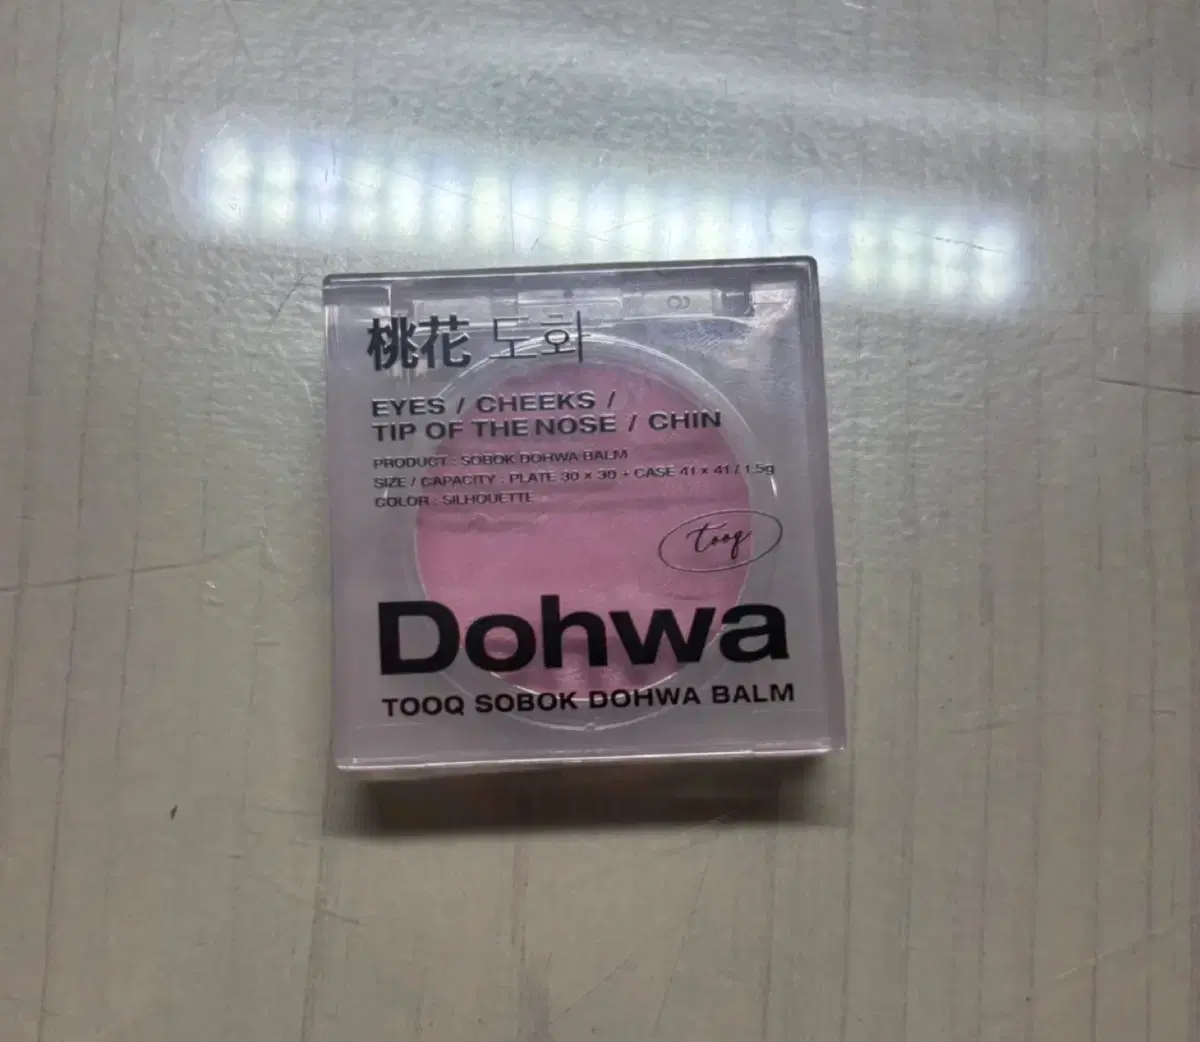 桃花 도화
EYES / CHEEKS /
TIP OF THE NOSE / CHIN
PRODUCT : SOBOK DOHWA BALM
SIZE / CAPACITY : PLATE 30 x 30 + CASE 41 x 41 / 1.5g
COLOR : SILHOUETTE
tooq
Dohwa
TOOQ SOBOK DOHWA BALM